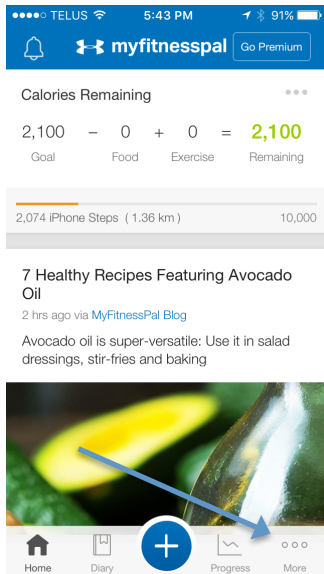 TELUS 5:43 PM 91%
myfitnesspal Go Premium
Calories Remaining
2,100 − 0 + 0 = 2,100
Goal Food Exercise Remaining
2,074 iPhone Steps ( 1.36 km ) 10,000
7 Healthy Recipes Featuring Avocado
Oil
2 hrs ago via MyFitnessPal Blog
Avocado oil is super-versatile: Use it in salad
dressings, stir-fries and baking
Home Diary Progress More